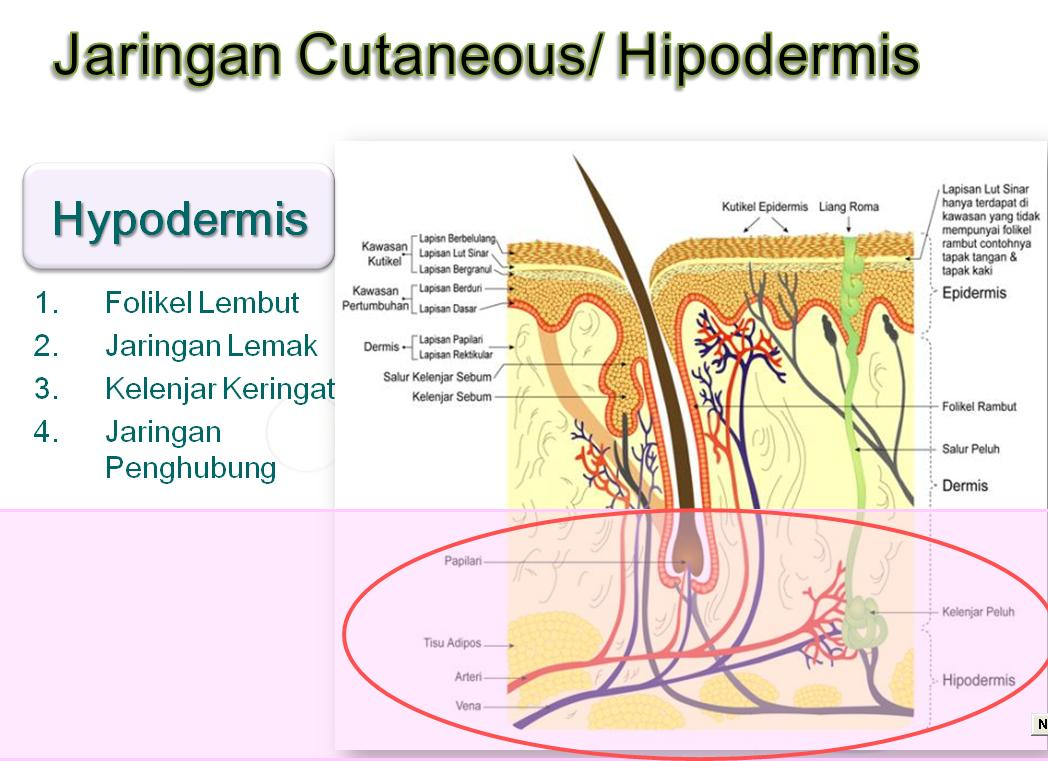 Jaringan Cutaneous/ Hipodermis
Hypodermis
1. Folikel Lembut
2. Jaringan Lemak
3. Kelenjar Keringat
4. Jaringan
Penghubung
Kawasan
Kutikel
Lapisn Berbelulang
Lapisan Lut Sinar
Lapisan Bergranul
Kawasan
Pertumbuhan
Lapisan Berduri
Lapisan Dasar
Dermis
Lapisan Papilari
Lapisan Rektikular
Salur Kelenjar Sebum
Kelenjar Sebum
Papilari
Tisu Adipos
Arteri
Vena
Kutikel Epidermis
Liang Roma
Lapisan Lut Sinar
hanya terdapat di
kawasan yang tidak
mempunyai folikel
rambut contohnya
tapak tangan &
tapak kaki
Epidermis
Folikel Rambut
Salur Peluh
Dermis
Kelenjar Peluh
Hipodermis
N